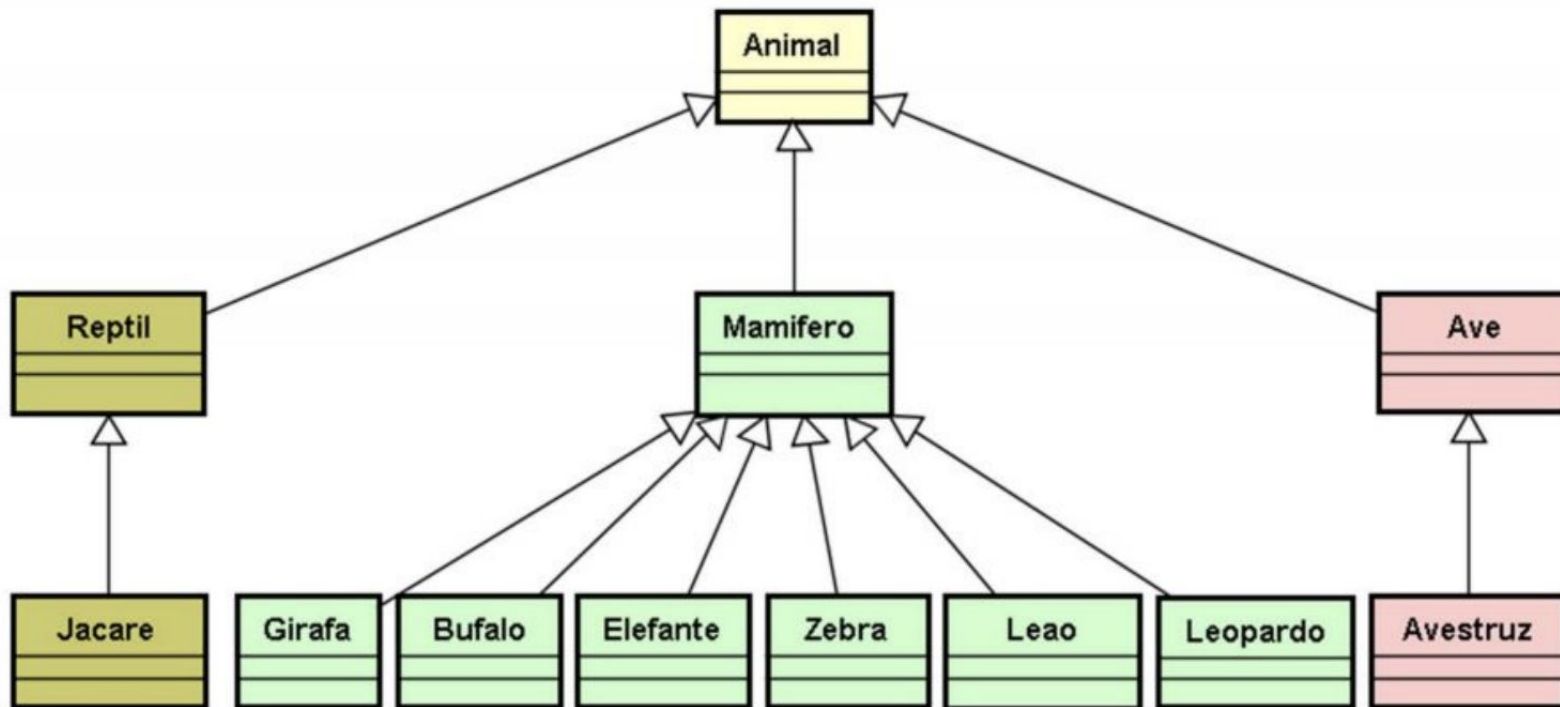 Animal
Reptil
Mamifero
Ave
Jacare
Girafa
Bufalo
Elefante
Zebra
Leao
Leopardo
Avestruz